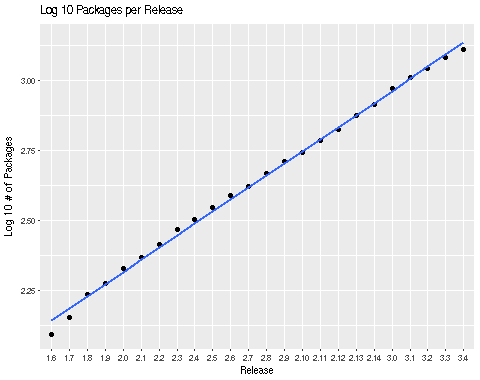 Log 10 Packages per Release
Log 10 # of Packages
3.00
2.75
2.50
2.25
1.6 1.7 1.8 1.9 2.0 2.1 2.2 2.3 2.4 2.5 2.6 2.7 2.8 2.9 2.10 2.11 2.12 2.13 2.14 3.0 3.1 3.2 3.3 3.4
Release